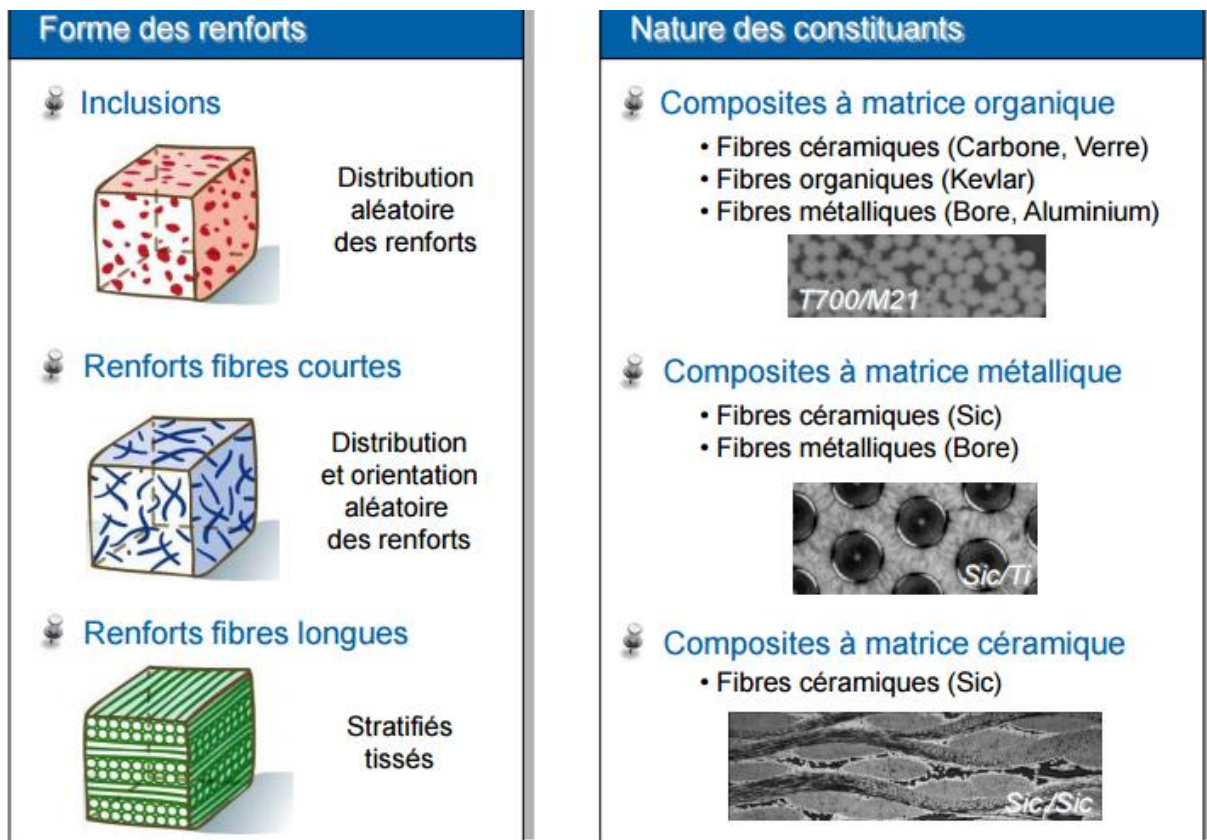 Forme des renforts
Inclusions
Distribution
aléatoire
des renforts
Renforts fibres courtes
Distribution
et orientation
aléatoire
des renforts
Renforts fibres longues
Stratifiés
tissés
Nature des constituants
Composites à matrice organique
• Fibres céramiques (Carbone, Verre)
• Fibres organiques (Kevlar)
• Fibres métalliques (Bore, Aluminium)
T700/M21
Composites à matrice métallique
• Fibres céramiques (Sic)
• Fibres métalliques (Bore)
Sic/Ti
Composites à matrice céramique
• Fibres céramiques (Sic)
Sic/Sic